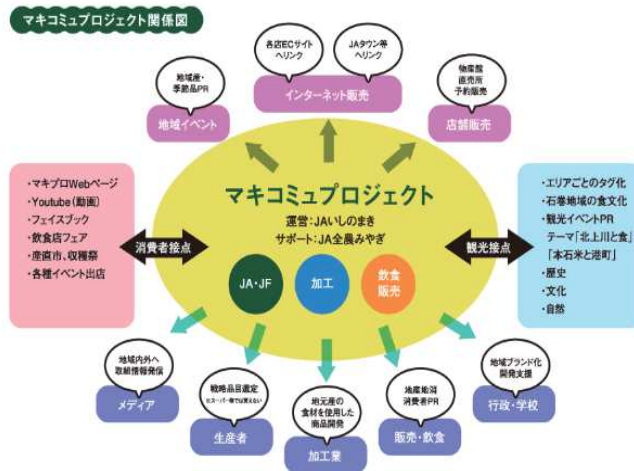 マキコミュプロジェクト関係図
各店ECサイト
へリンク
JAタウン等
へリンク
地域産・
季節品PR
物産館
直売所
予約販売
インターネット販売
地域イベント
店舗販売
マキコミュプロジェクト
運営：JAいしのまき
サポート：JA全農みやぎ
・マキプロWebページ
・Youtube（動画）
・フェイスブック
・飲食店フェア
・産直市、収穫祭
・各種イベント出店
消費者接点
観光接点
・エリアごとのタグ化
・石巻地域の食文化
・観光イベントPR
テーマ「北上川と食」
「本石米と港町」
・歴史
・文化
・自然
JA・JF
加工
飲食
販売
地域内外へ
取組情報発信
メディア
戦略品目選定
※スーパー等では買えない
生産者
地元産の
食材を使用した
商品開発
加工業
地産地消
消費者PR
販売・飲食
地域ブランド化
開発支援
行政・学校